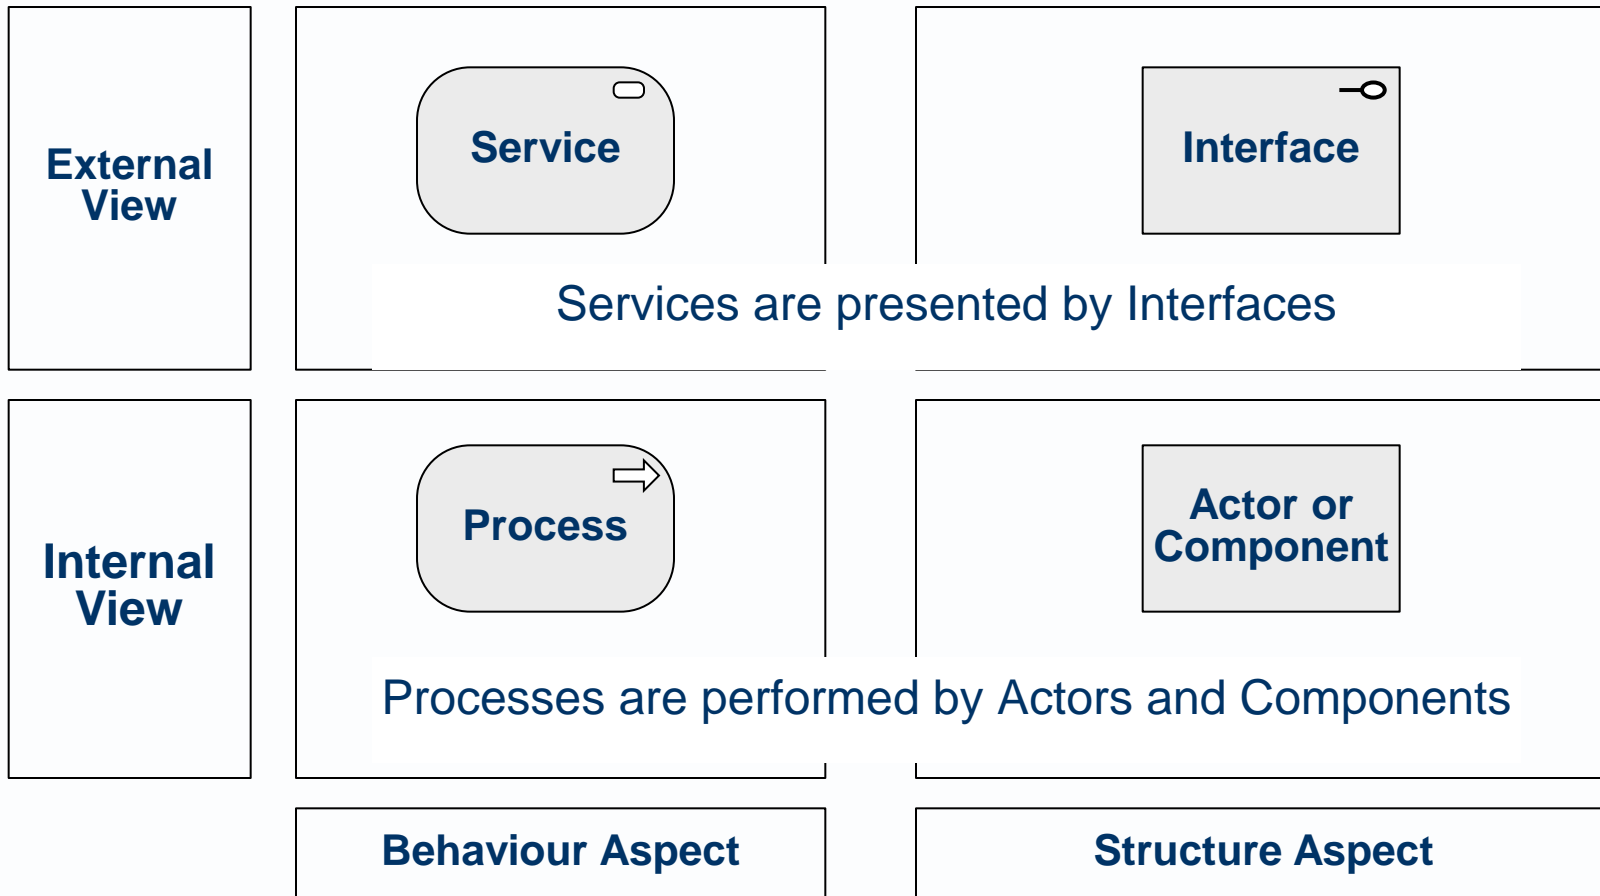 External
View
Service
Interface
Services are presented by Interfaces
Internal
View
Process
Actor or
Component
Processes are performed by Actors and Components
Behaviour Aspect
Structure Aspect